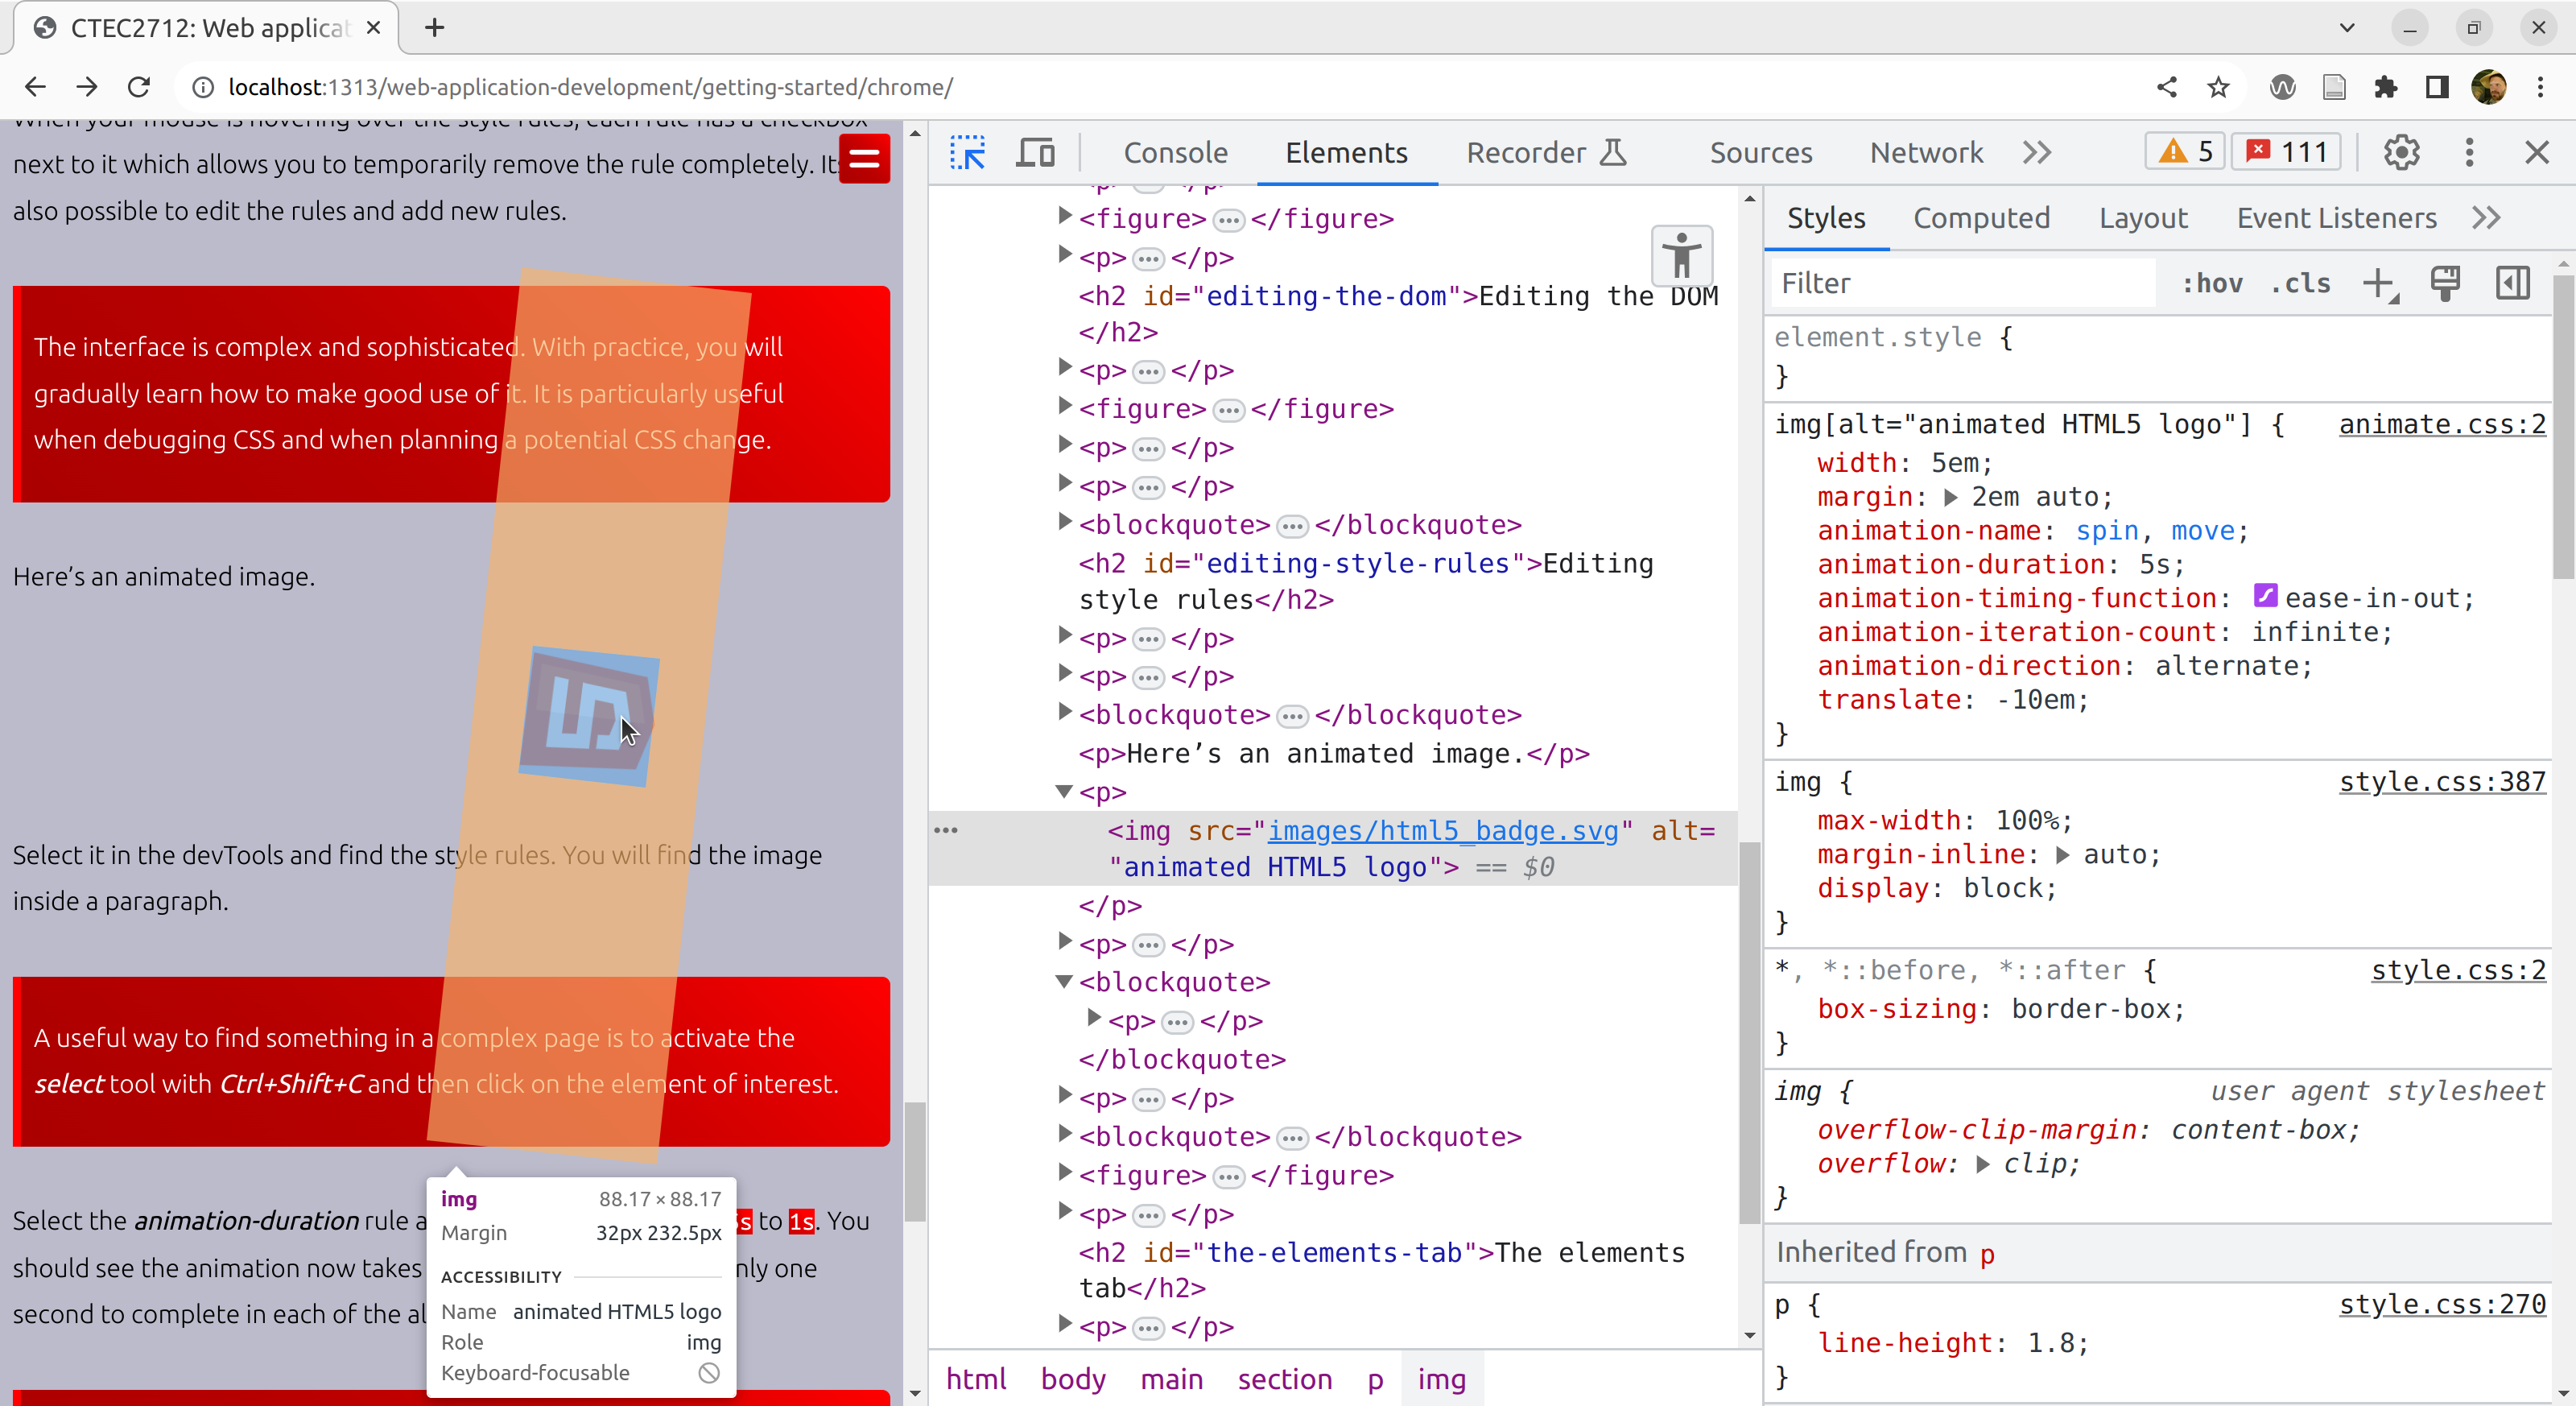 CTEC2712: Web applicat
localhost:1313/web-application-development/getting-started/chrome/
When your mouse is hovering over the style rules, each rule has a checkbox
next to it which allows you to temporarily remove the rule completely. Its
also possible to edit the rules and add new rules.
The interface is complex and sophisticated. With practice, you will
gradually learn how to make good use of it. It is particularly useful
when debugging CSS and when planning a potential CSS change.
Here’s an animated image.
Select it in the devTools and find the style rules. You will find the image
inside a paragraph.
A useful way to find something in a complex page is to activate the
select tool with Ctrl+Shift+C and then click on the element of interest.
Select the animation-duration rule a s to 1s. You
should see the animation now takes nly one
second to complete in each of the al
img 88.17 × 88.17
Margin 32px 232.5px
ACCESSIBILITY
Name animated HTML5 logo
Role img
Keyboard-focusable
Console Elements Recorder Sources Network 5 111
<figure> </figure>
<p> </p>
<h2 id="editing-the-dom">Editing the DOM
</h2>
<p> </p>
<figure> </figure>
<p> </p>
<p> </p>
<blockquote> </blockquote>
<h2 id="editing-style-rules">Editing
style rules</h2>
<p> </p>
<p> </p>
<blockquote> </blockquote>
<p>Here’s an animated image.</p>
<p>
<img src="images/html5_badge.svg" alt=
"animated HTML5 logo"> == $0
</p>
<p> </p>
<blockquote>
<p> </p>
</blockquote>
<p> </p>
<blockquote> </blockquote>
<figure> </figure>
<p> </p>
<h2 id="the-elements-tab">The elements
tab</h2>
<p> </p>
html body main section p img
Styles Computed Layout Event Listeners
Filter :hov .cls
element.style {
}
img[alt="animated HTML5 logo"] { animate.css:2
width: 5em;
margin: 2em auto;
animation-name: spin, move;
animation-duration: 5s;
animation-timing-function: ease-in-out;
animation-iteration-count: infinite;
animation-direction: alternate;
translate: -10em;
}
img { style.css:387
max-width: 100%;
margin-inline: auto;
display: block;
}
*, *::before, *::after { style.css:2
box-sizing: border-box;
}
img { user agent stylesheet
overflow-clip-margin: content-box;
overflow: clip;
}
Inherited from p
p { style.css:270
line-height: 1.8;
}